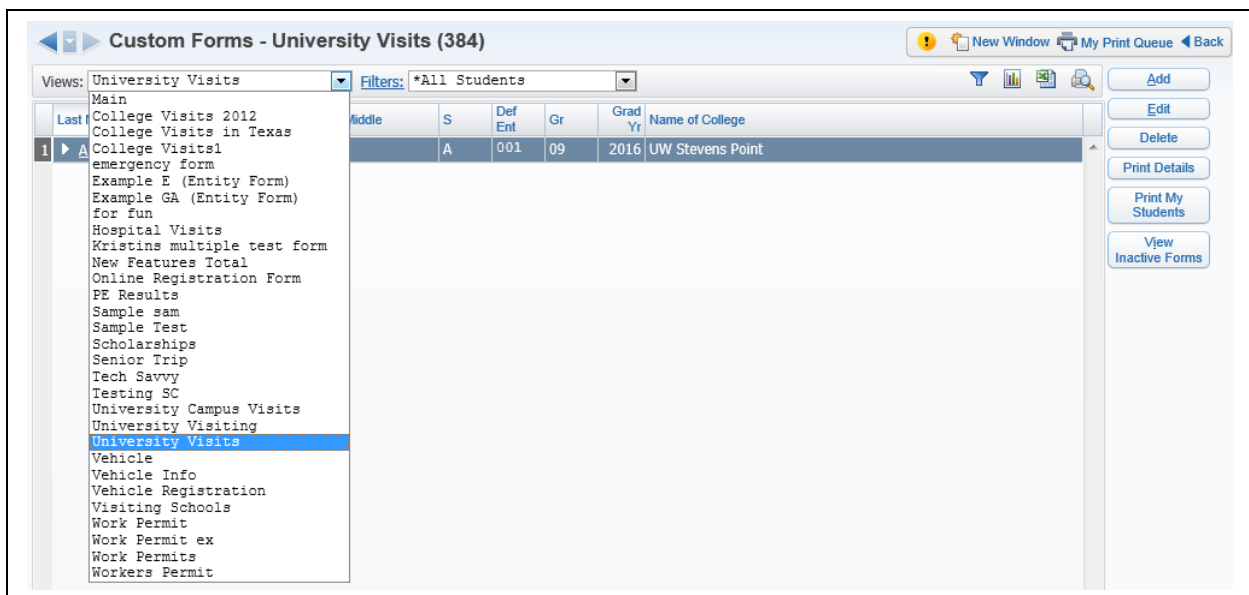 Custom Forms - University Visits (384)
New Window My Print Queue Back
Views: University Visits Filters: *All Students
Add
Edit
Delete
Print Details
Print My
Students
View
Inactive Forms
Last Middle S Def Ent Gr Grad Yr Name of College
1 A A 001 09 2016 UW Stevens Point
Main
College Visits 2012
College Visits in Texas
College Visits1
emergency form
Example E (Entity Form)
Example GA (Entity Form)
for fun
Hospital Visits
Kristins multiple test form
New Features Total
Online Registration Form
PE Results
Sample sam
Sample Test
Scholarships
Senior Trip
Tech Savvy
Testing SC
University Campus Visits
University Visiting
University Visits
Vehicle
Vehicle Info
Vehicle Registration
Visiting Schools
Work Permit
Work Permit ex
Work Permits
Workers Permit